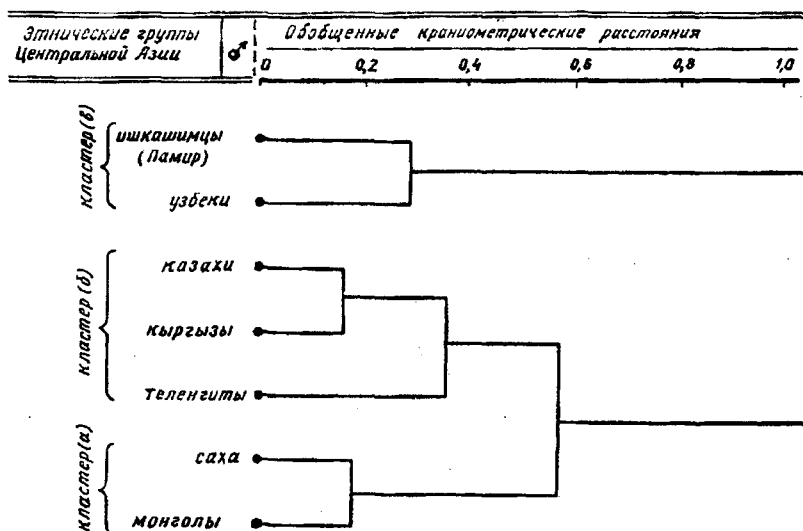 Этнические группы
Центральной Азии
♂
Обобщенные краниометрические расстояния
0 0,2 0,4 0,6 0,8 1,0
кластер (в)
ишкашимцы
(Памир)
узбеки
кластер (б)
казахи
кыргызы
теленгиты
кластер (а)
саха
монголы